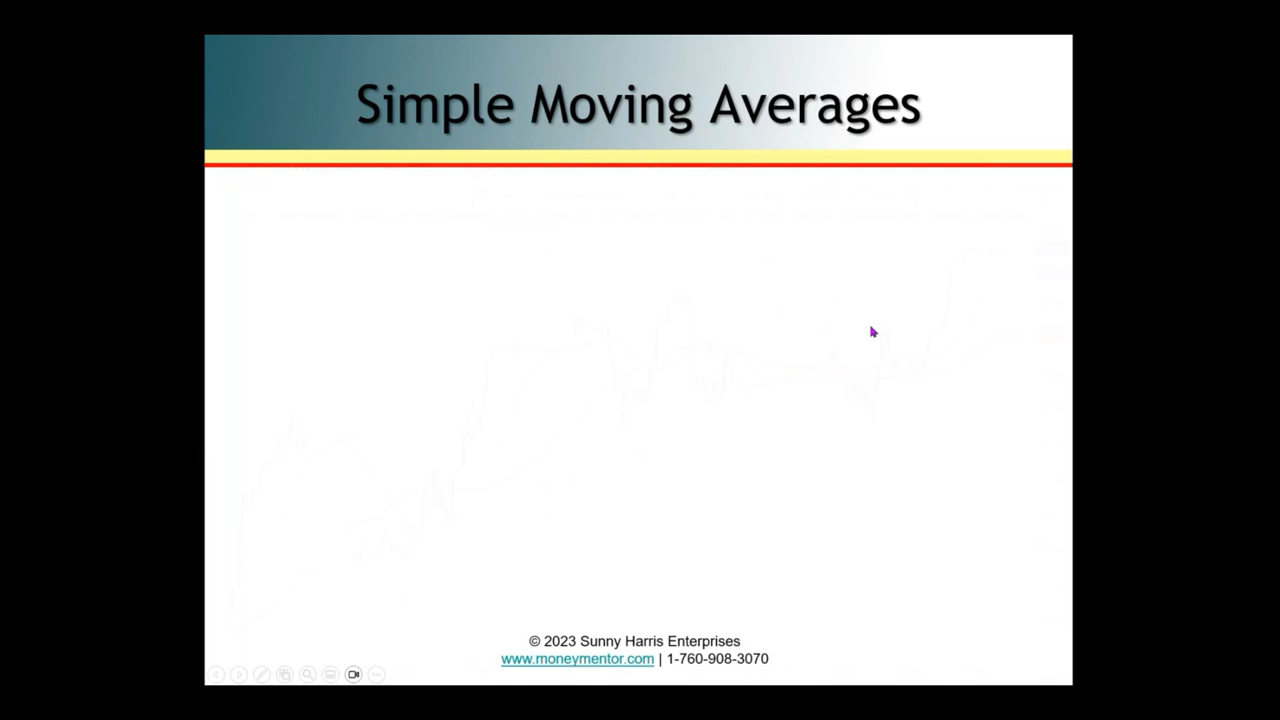 Simple Moving Averages
© 2023 Sunny Harris Enterprises
www.moneymentor.com | 1-760-908-3070